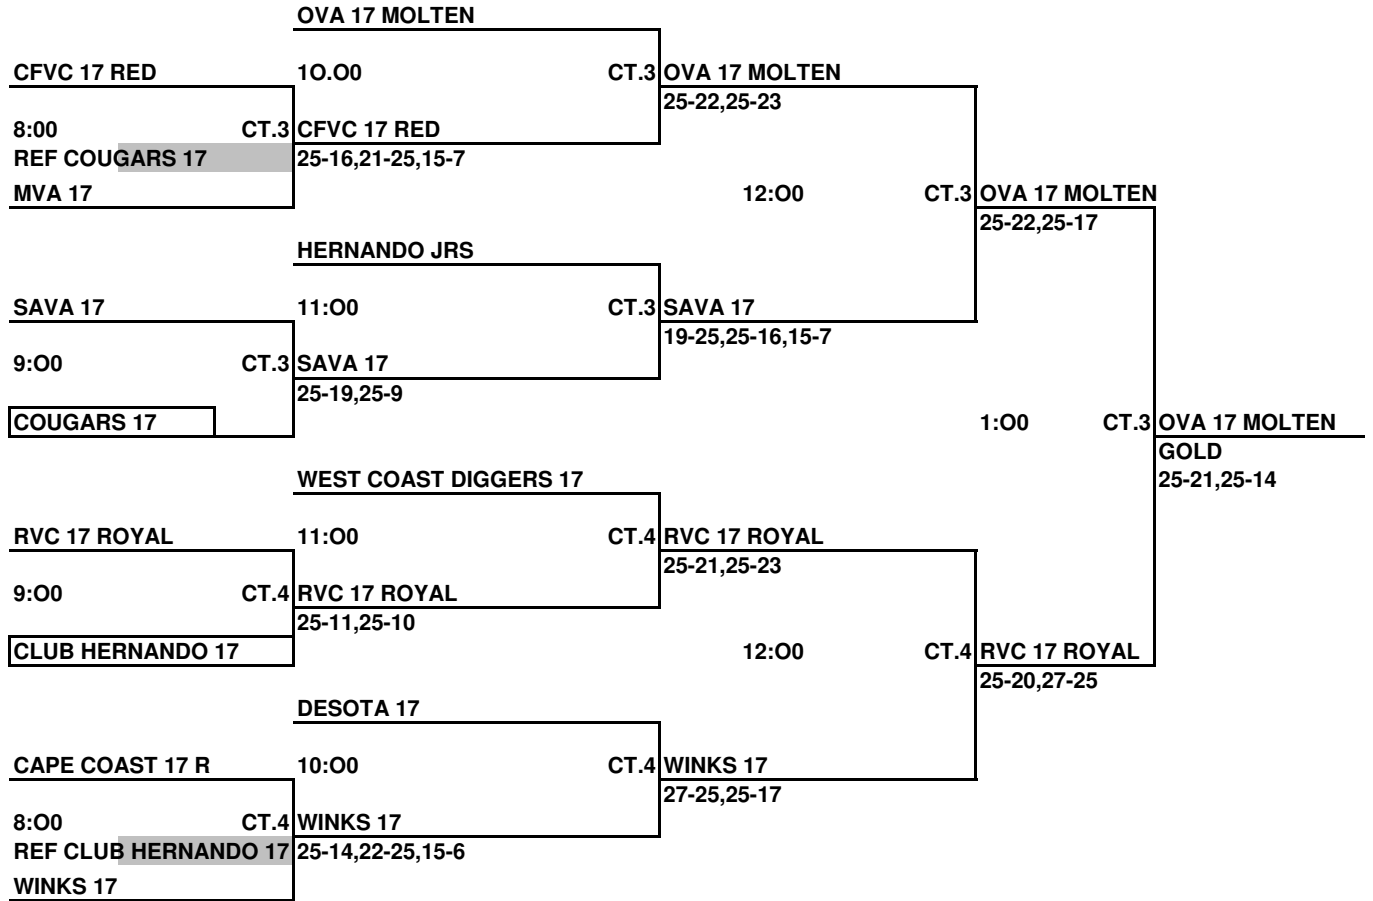 OVA 17 MOLTEN
CFVC 17 RED 1O.O0 CT.3 OVA 17 MOLTEN
25-22,25-23
8:00 CT.3 CFVC 17 RED
REF COUGARS 17 25-16,21-25,15-7
MVA 17 12:O0 CT.3 OVA 17 MOLTEN
25-22,25-17
HERNANDO JRS
SAVA 17 11:O0 CT.3 SAVA 17
19-25,25-16,15-7
9:O0 CT.3 SAVA 17
25-19,25-9
COUGARS 17 1:O0 CT.3 OVA 17 MOLTEN
GOLD
WEST COAST DIGGERS 17 25-21,25-14
RVC 17 ROYAL 11:O0 CT.4 RVC 17 ROYAL
25-21,25-23
9:O0 CT.4 RVC 17 ROYAL
25-11,25-10
CLUB HERNANDO 17 12:O0 CT.4 RVC 17 ROYAL
25-20,27-25
DESOTA 17
CAPE COAST 17 R 10:O0 CT.4 WINKS 17
27-25,25-17
8:O0 CT.4 WINKS 17
REF CLUB HERNANDO 17 25-14,22-25,15-6
WINKS 17